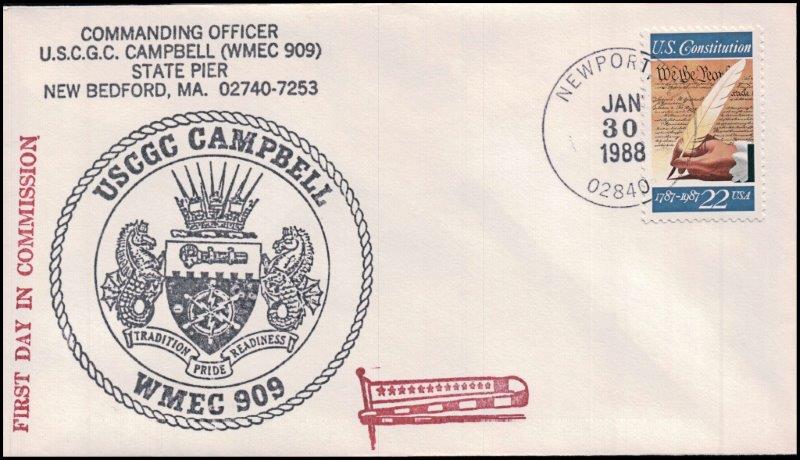 COMMANDING OFFICER
U.S.C.G.C. CAMPBELL (WMEC 909)
STATE PIER
NEW BEDFORD, MA. 02740-7253
FIRST DAY IN COMMISSION
USCGC CAMPBELL
TRADITION PRIDE READINESS
WMEC 909
NEWPORT,
JAN
30
1988
02840
U.S. Constitution
We the Peop
1787-1987 22 USA